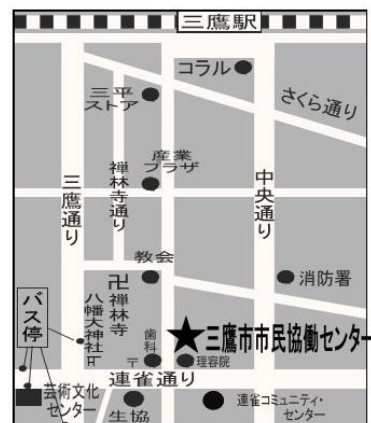 三鷹駅
コラル
三平
ストア
さくら通り
産業
プラザ
禅林寺通り
三鷹通り
中央通り
教会
卍禅林寺
八幡大神社
消防署
バス停
歯科
〒
★三鷹市市民協働センター
理容院
連雀通り
芸術文化
センター
生協
連雀コミュニティ・
センター